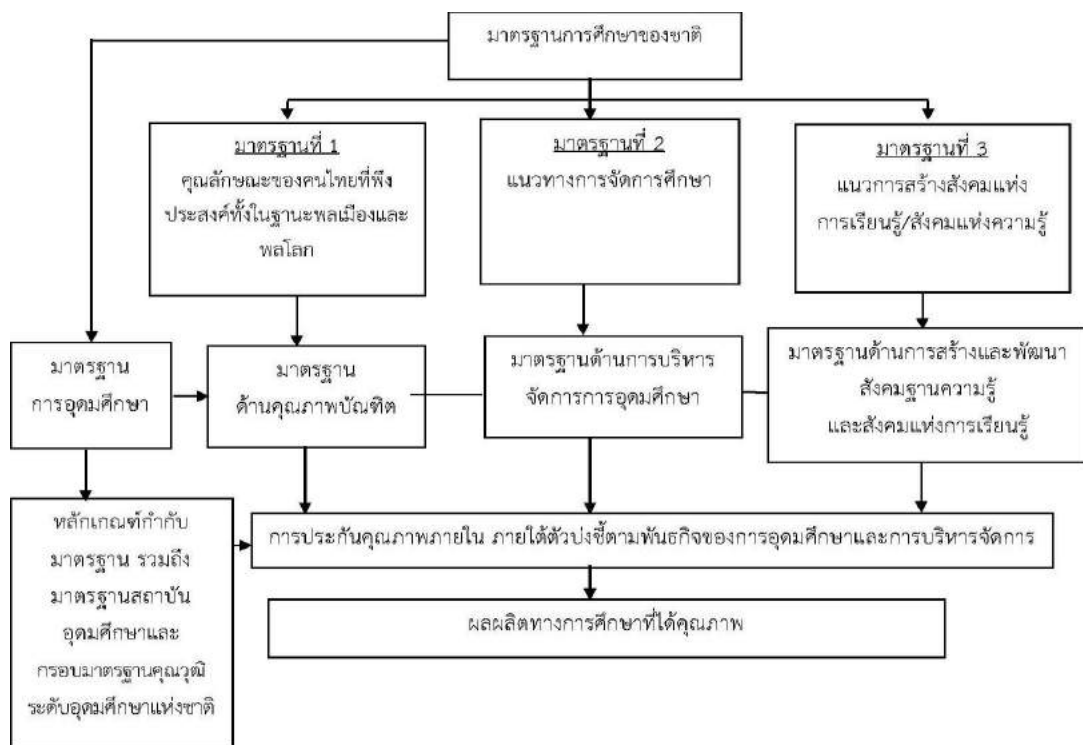 มาตรฐานการศึกษาของชาติ
มาตรฐานที่ 1
คุณลักษณะของคนไทยที่พึง
ประสงค์ทั้งในฐานะพลเมืองและ
พลโลก
มาตรฐานที่ 2
แนวทางการจัดการศึกษา
มาตรฐานที่ 3
แนวการสร้างสังคมแห่ง
การเรียนรู้/สังคมแห่งความรู้
มาตรฐาน
การอุดมศึกษา
มาตรฐาน
ด้านคุณภาพบัณฑิต
มาตรฐานด้านการบริหาร
จัดการการอุดมศึกษา
มาตรฐานด้านการสร้างและพัฒนา
สังคมฐานความรู้
และสังคมแห่งการเรียนรู้
หลักเกณฑ์กำกับ
มาตรฐาน รวมถึง
มาตรฐานสถาบัน
อุดมศึกษาและ
กรอบมาตรฐานคุณวุฒิ
ระดับอุดมศึกษาแห่งชาติ
การประกันคุณภาพภายใน ภายใต้ตัวบ่งชี้ตามพันธกิจของการอุดมศึกษาและการบริหารจัดการ
ผลผลิตทางการศึกษาที่ได้คุณภาพ